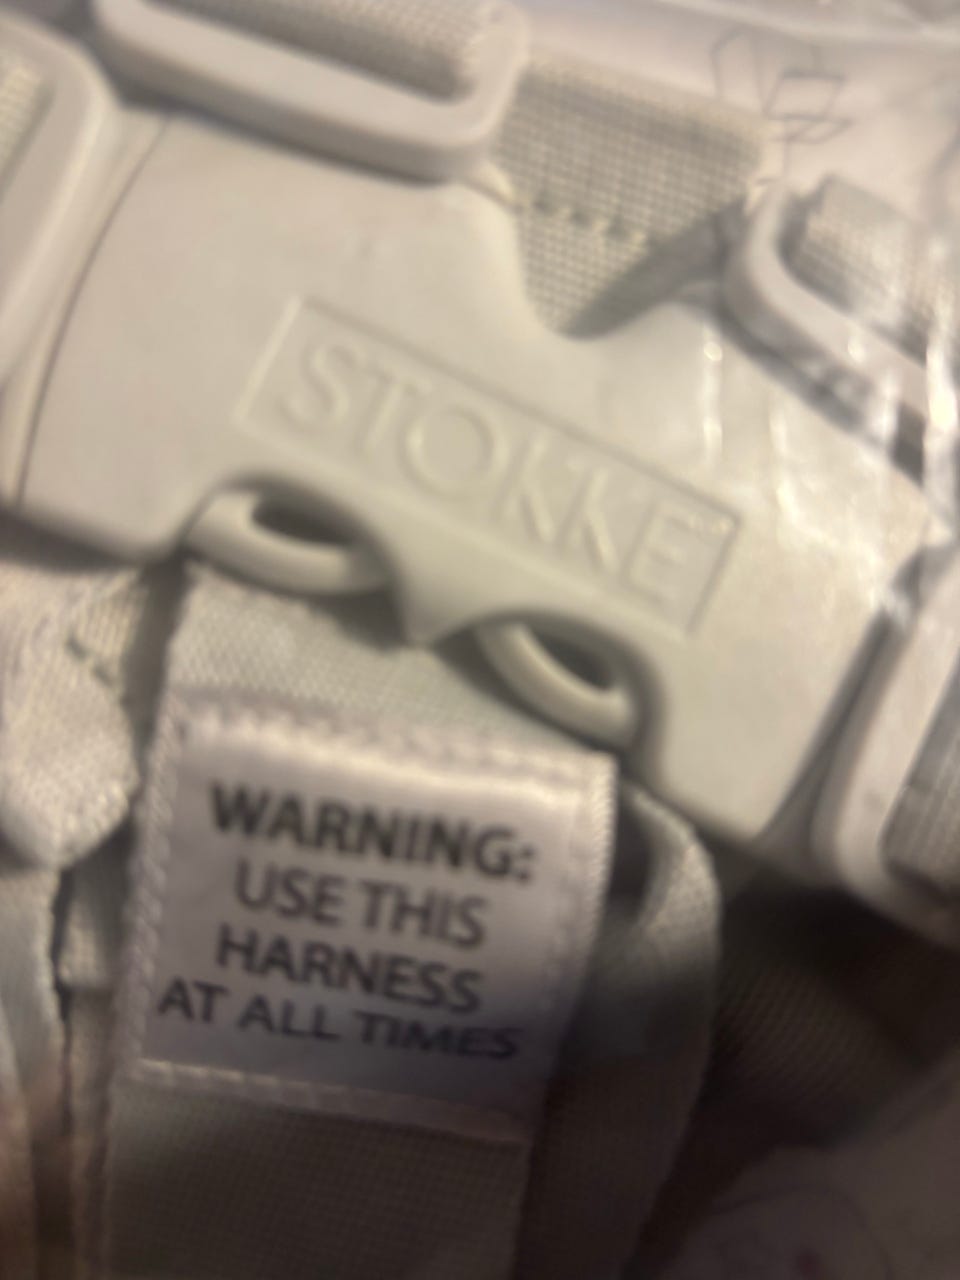 STOKKE
WARNING:
USE THIS
HARNESS
AT ALL TIMES